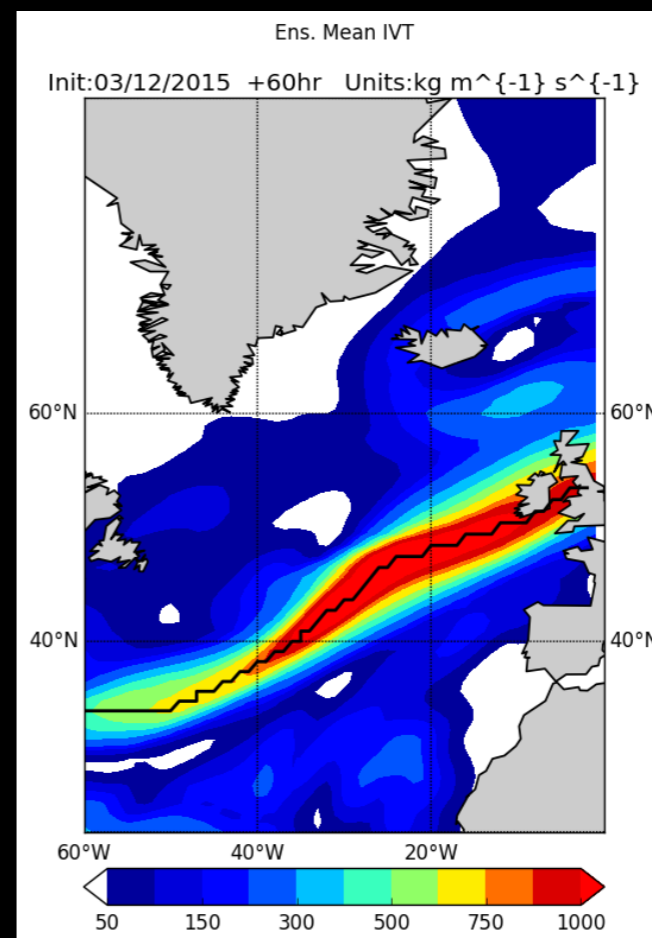 Ens. Mean IVT
Init:03/12/2015 +60hr Units:kg m^{-1} s^{-1}
60°N 60°N
40°N 40°N
60°W 40°W 20°W
50 150 300 500 750 1000